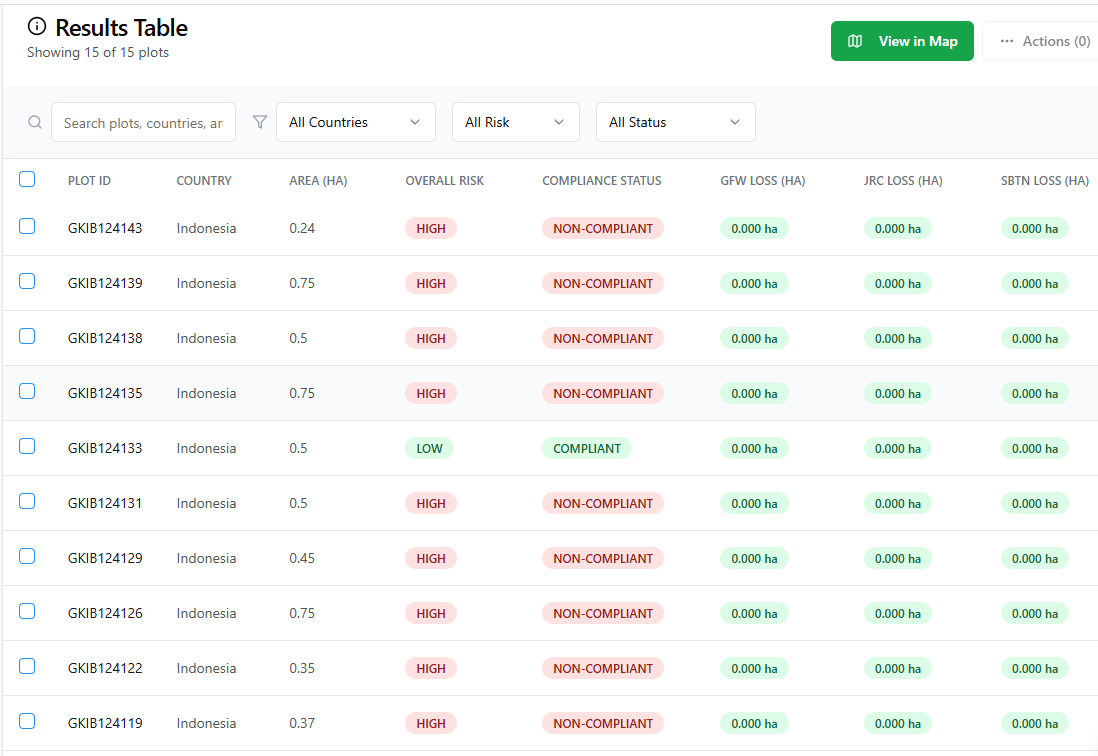 Results Table
Showing 15 of 15 plots
View in Map
Actions (0)
Search plots, countries, ar
All Countries
All Risk
All Status
PLOT ID COUNTRY AREA (HA) OVERALL RISK COMPLIANCE STATUS GFW LOSS (HA) JRC LOSS (HA) SBTN LOSS (HA)
GKIB124143 Indonesia 0.24 HIGH NON-COMPLIANT 0.000 ha 0.000 ha 0.000 ha
GKIB124139 Indonesia 0.75 HIGH NON-COMPLIANT 0.000 ha 0.000 ha 0.000 ha
GKIB124138 Indonesia 0.5 HIGH NON-COMPLIANT 0.000 ha 0.000 ha 0.000 ha
GKIB124135 Indonesia 0.75 HIGH NON-COMPLIANT 0.000 ha 0.000 ha 0.000 ha
GKIB124133 Indonesia 0.5 LOW COMPLIANT 0.000 ha 0.000 ha 0.000 ha
GKIB124131 Indonesia 0.5 HIGH NON-COMPLIANT 0.000 ha 0.000 ha 0.000 ha
GKIB124129 Indonesia 0.45 HIGH NON-COMPLIANT 0.000 ha 0.000 ha 0.000 ha
GKIB124126 Indonesia 0.75 HIGH NON-COMPLIANT 0.000 ha 0.000 ha 0.000 ha
GKIB124122 Indonesia 0.35 HIGH NON-COMPLIANT 0.000 ha 0.000 ha 0.000 ha
GKIB124119 Indonesia 0.37 HIGH NON-COMPLIANT 0.000 ha 0.000 ha 0.000 ha